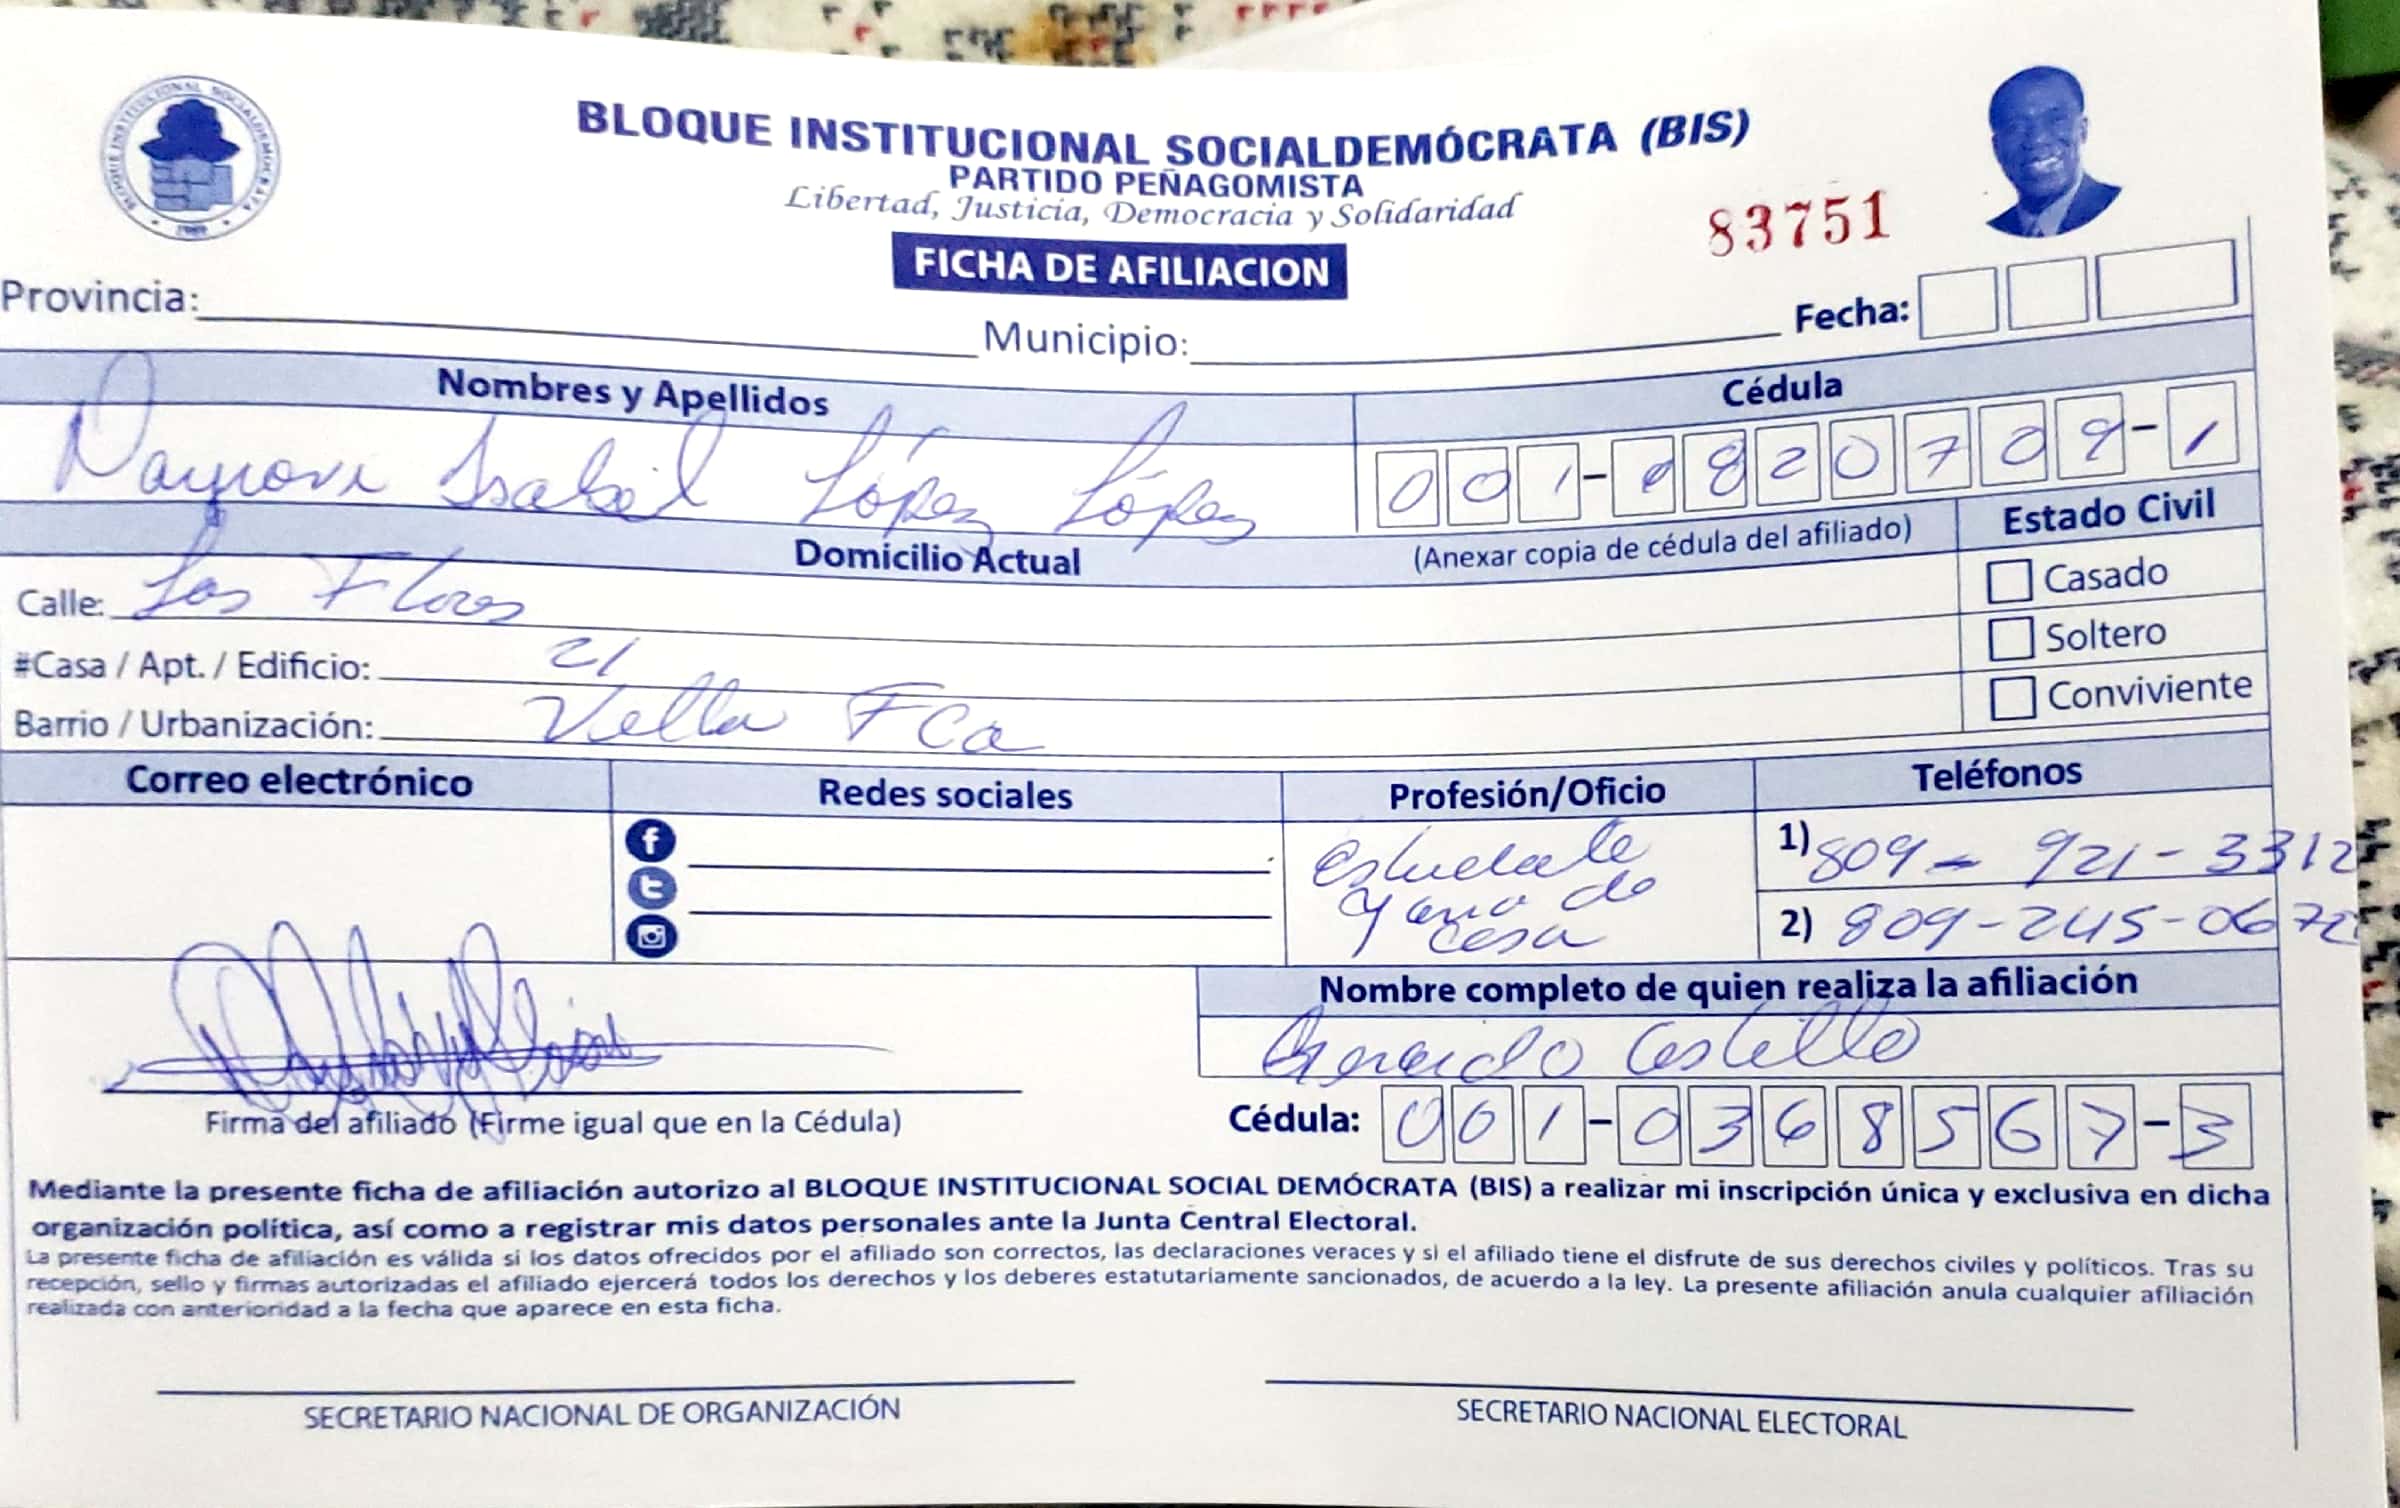 BLOQUE INSTITUCIONAL SOCIALDEMÓCRATA (BIS)
PARTIDO PEÑAGOMISTA
Libertad, Justicia, Democracia y Solidaridad
83751
FICHA DE AFILIACION
Provincia:
Municipio:
Fecha:
Nombres y Apellidos
Cédula
Isabel López López
001- 820709-1
Domicilio Actual
(Anexar copia de cédula del afiliado)
Estado Civil
Calle: Las Flores
Casado
#Casa / Apt. / Edificio: 21
Soltero
Barrio / Urbanización: Vella Fca
Conviviente
Correo electrónico
Redes sociales
Profesión/Oficio
Teléfonos
1) 809-921-3312
2) 809-245-0672
y ama de
casa
Nombre completo de quien realiza la afiliación
Castillo
Firma del afiliado (Firme igual que en la Cédula)
Cédula: 001-0368567-3
Mediante la presente ficha de afiliación autorizo al BLOQUE INSTITUCIONAL SOCIAL DEMÓCRATA (BIS) a realizar mi inscripción única y exclusiva en dicha
organización política, así como a registrar mis datos personales ante la Junta Central Electoral.
La presente ficha de afiliación es válida si los datos ofrecidos por el afiliado son correctos, las declaraciones veraces y si el afiliado tiene el disfrute de sus derechos civiles y políticos. Tras su
recepción, sello y firmas autorizadas el afiliado ejercerá todos los derechos y los deberes estatutariamente sancionados, de acuerdo a la ley. La presente afiliación anula cualquier afiliación
realizada con anterioridad a la fecha que aparece en esta ficha.
SECRETARIO NACIONAL DE ORGANIZACIÓN
SECRETARIO NACIONAL ELECTORAL